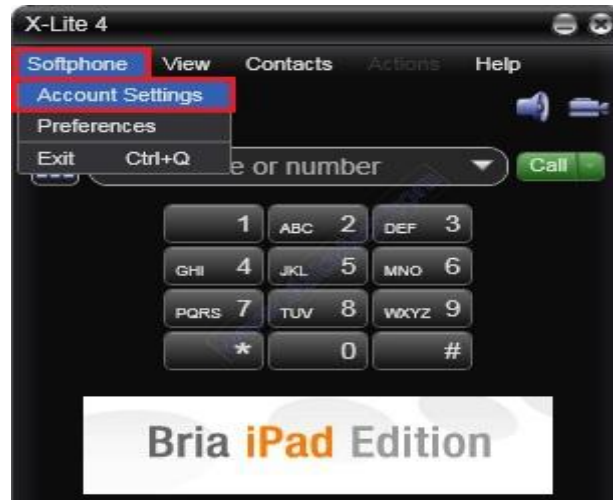 X-Lite 4
Softphone View Contacts Actions Help
Account Settings
Preferences
Exit Ctrl+Q
e or number Call
1 ABC 2 DEF 3
GHI 4 JKL 5 MNO 6
PQRS 7 TUV 8 WXYZ 9
* 0 #
Bria iPad Edition